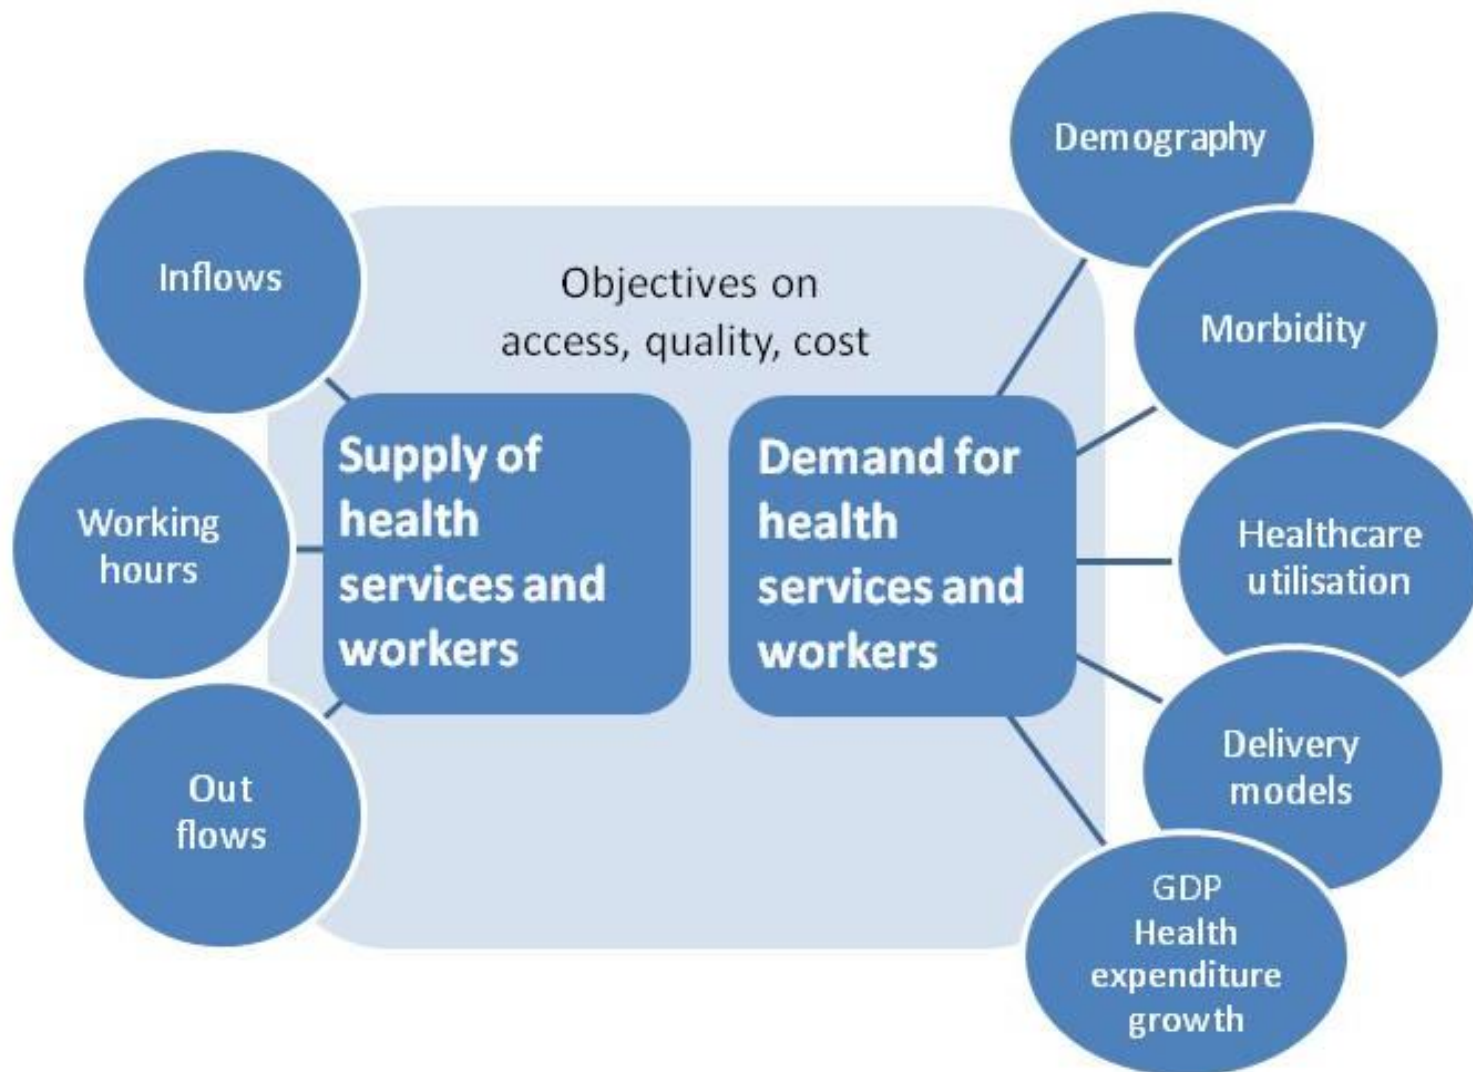 Demography
Inflows
Objectives on
access, quality, cost
Morbidity
Supply of
health
services and
workers
Demand for
health
services and
workers
Working
hours
Healthcare
utilisation
Out
flows
Delivery
models
GDP
Health
expenditure
growth